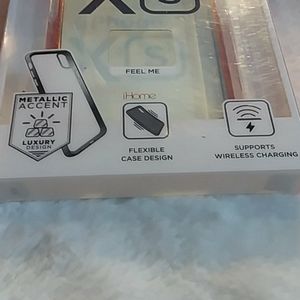 XS
FEEL ME
iHome
METALLIC
ACCENT
LUXURY
DESIGN
FLEXIBLE
CASE DESIGN
SUPPORTS
WIRELESS CHARGING